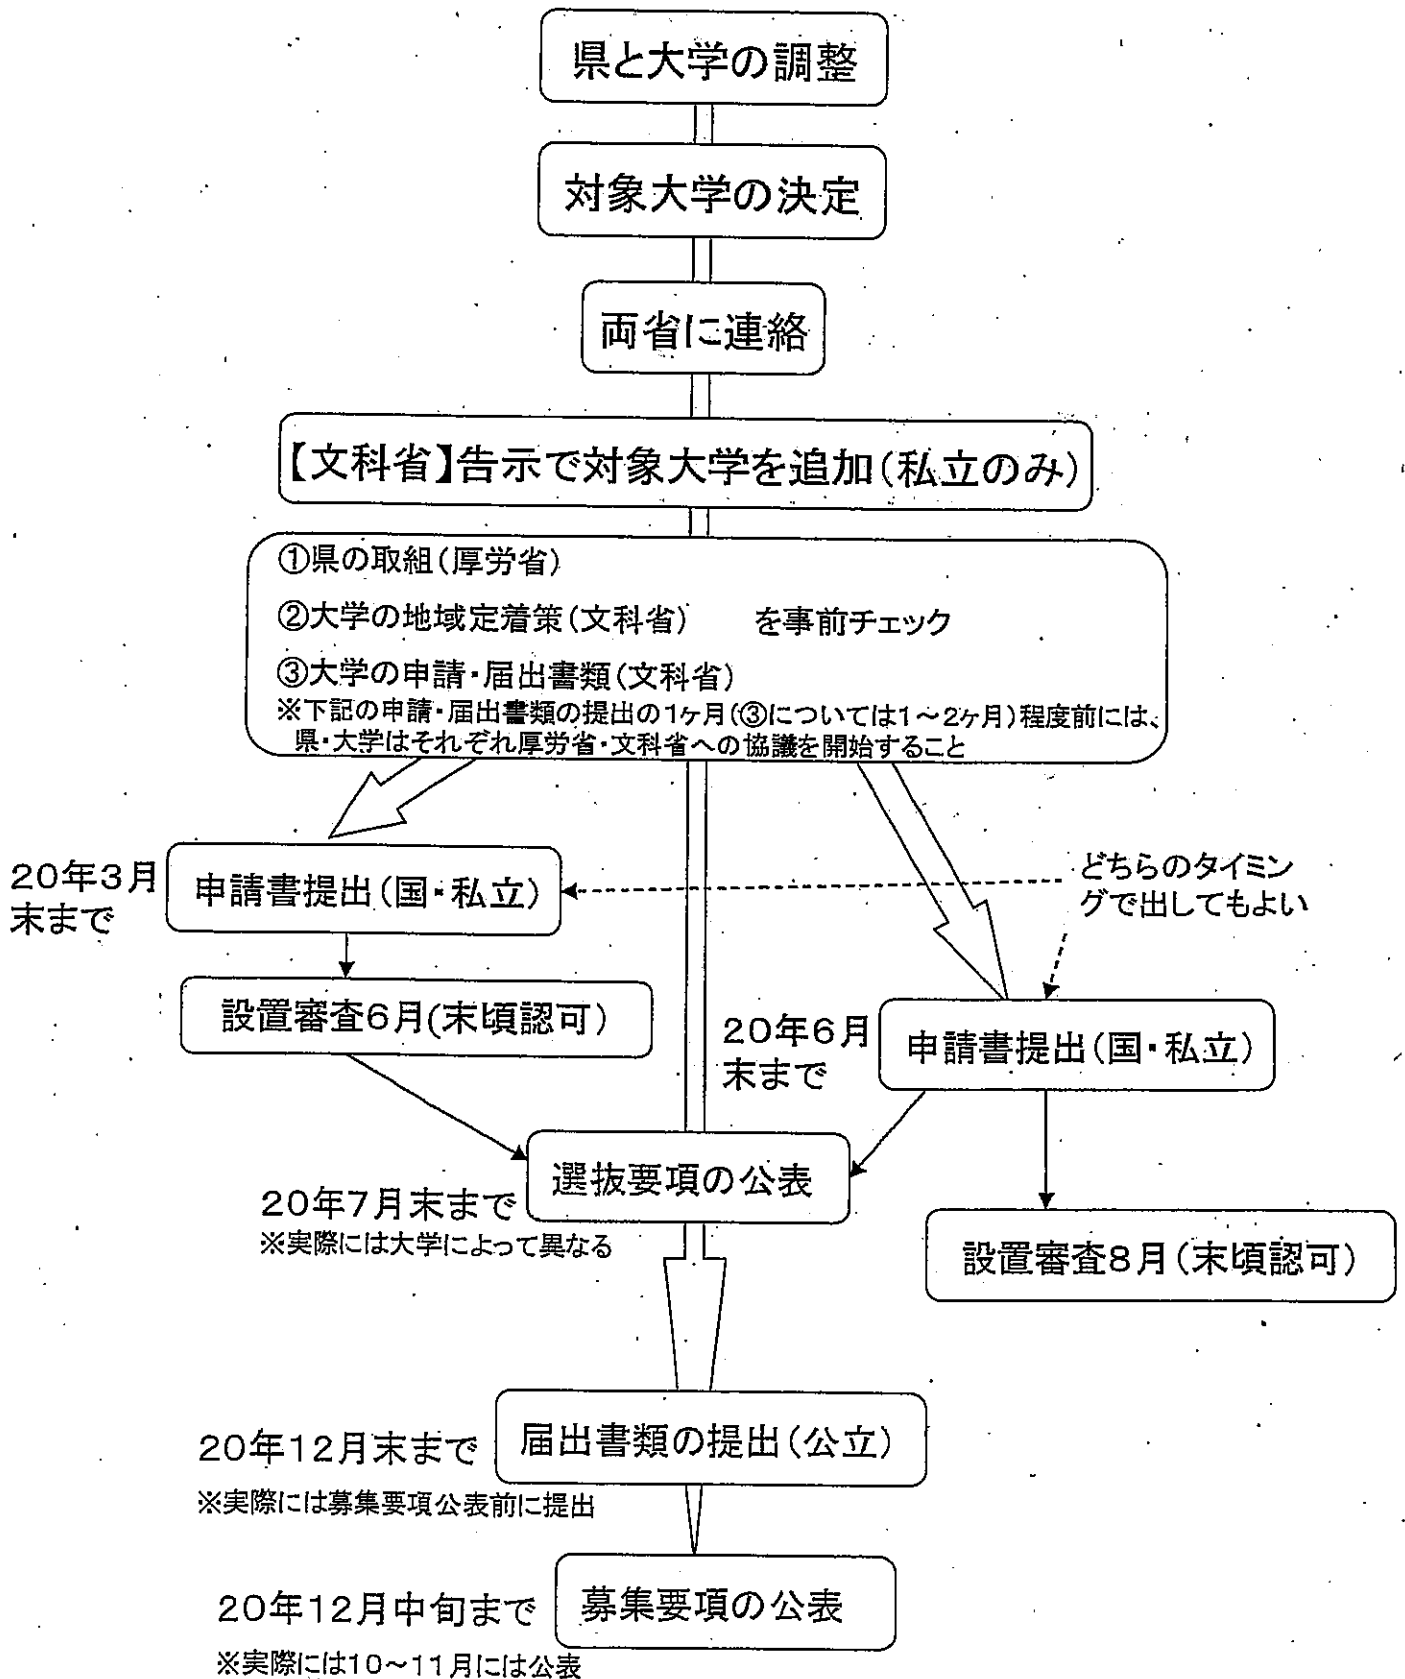 県と大学の調整
対象大学の決定
両省に連絡
【文科省】告示で対象大学を追加(私立のみ)
①県の取組(厚労省)
②大学の地域定着策(文科省)　　を事前チェック
③大学の申請・届出書類(文科省)
※下記の申請・届出書類の提出の1ヶ月(③については1～2ヶ月)程度前には、
県・大学はそれぞれ厚労省・文科省への協議を開始すること
20年3月
末まで
申請書提出(国・私立)
どちらのタイミン
グで出してもよい
設置審査6月(末頃認可)
20年6月
末まで
申請書提出(国・私立)
選抜要項の公表
20年7月末まで
※実際には大学によって異なる
設置審査8月(末頃認可)
届出書類の提出(公立)
20年12月末まで
※実際には募集要項公表前に提出
募集要項の公表
20年12月中旬まで
※実際には10～11月には公表